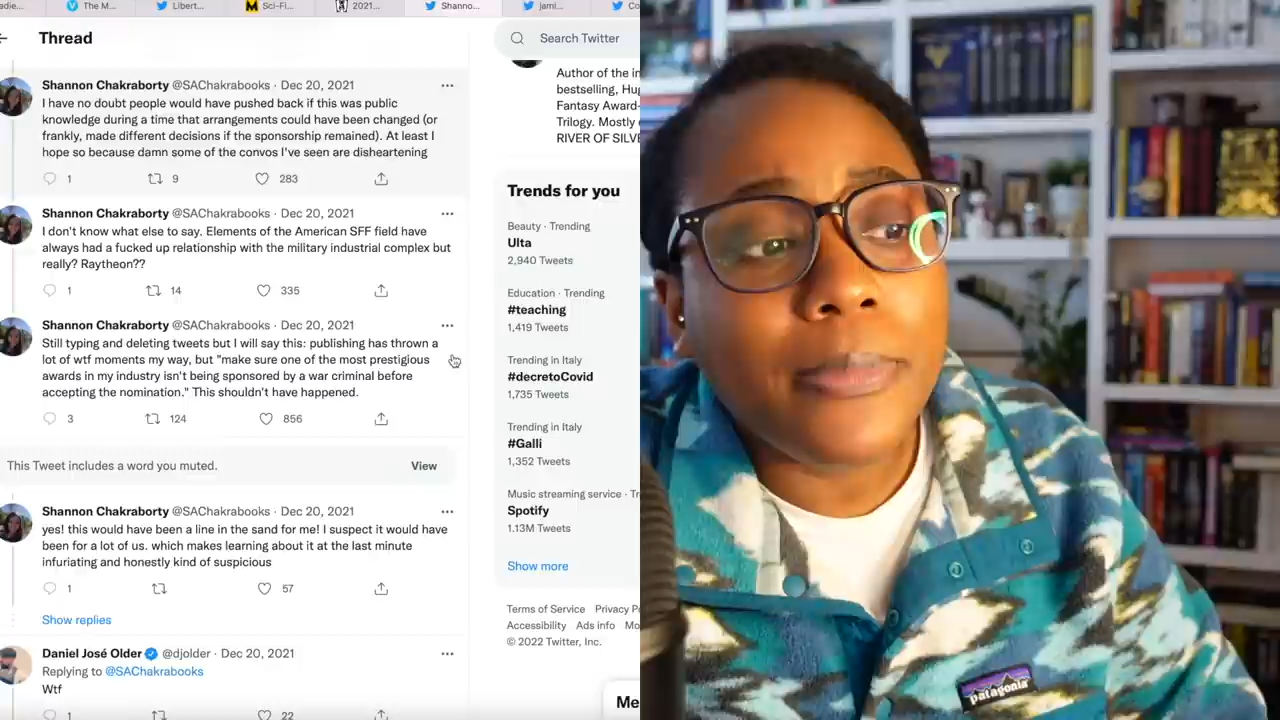 The M...
Libert...
Sci-Fi...
2021...
Shanno...
jami...
Thread
Search Twitter
Shannon Chakraborty @SAChakrabooks · Dec 20, 2021
I have no doubt people would have pushed back if this was public
knowledge during a time that arrangements could have been changed (or
frankly, made different decisions if the sponsorship remained). At least I
hope so because damn some of the convos I've seen are disheartening
1 9 283
Shannon Chakraborty @SAChakrabooks · Dec 20, 2021
I don't know what else to say. Elements of the American SFF field have
always had a fucked up relationship with the military industrial complex but
really? Raytheon??
1 14 335
Shannon Chakraborty @SAChakrabooks · Dec 20, 2021
Still typing and deleting tweets but I will say this: publishing has thrown a
lot of wtf moments my way, but "make sure one of the most prestigious
awards in my industry isn't being sponsored by a war criminal before
accepting the nomination." This shouldn't have happened.
3 124 856
This Tweet includes a word you muted.
View
Shannon Chakraborty @SAChakrabooks · Dec 20, 2021
yes! this would have been a line in the sand for me! I suspect it would have
been for a lot of us. which makes learning about it at the last minute
infuriating and honestly kind of suspicious
1 57
Show replies
Daniel José Older @djolder · Dec 20, 2021
Replying to @SAChakrabooks
Wtf
1 22
Author of the in
bestselling, Hug
Fantasy Award-
Trilogy. Mostly
RIVER OF SILVE
Trends for you
Beauty · Trending
Ulta
2,940 Tweets
Education · Trending
#teaching
1,419 Tweets
Trending in Italy
#decretoCovid
1,735 Tweets
Trending in Italy
#Galli
1,352 Tweets
Music streaming service · Tr
Spotify
1.13M Tweets
Show more
Terms of Service Privacy Po
Accessibility Ads info Mo
© 2022 Twitter, Inc.
Me
patagonia